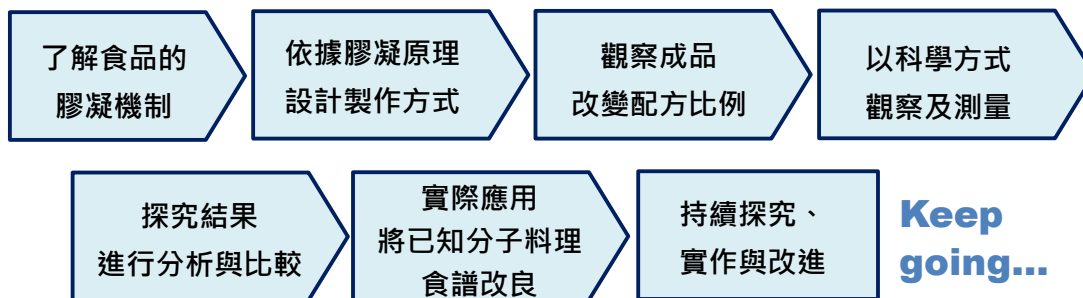 了解食品的
膠凝機制
依據膠凝原理
設計製作方式
觀察成品
改變配方比例
以科學方式
觀察及測量
探究結果
進行分析與比較
實際應用
將已知分子料理
食譜改良
持續探究、
實作與改進
Keep
going...